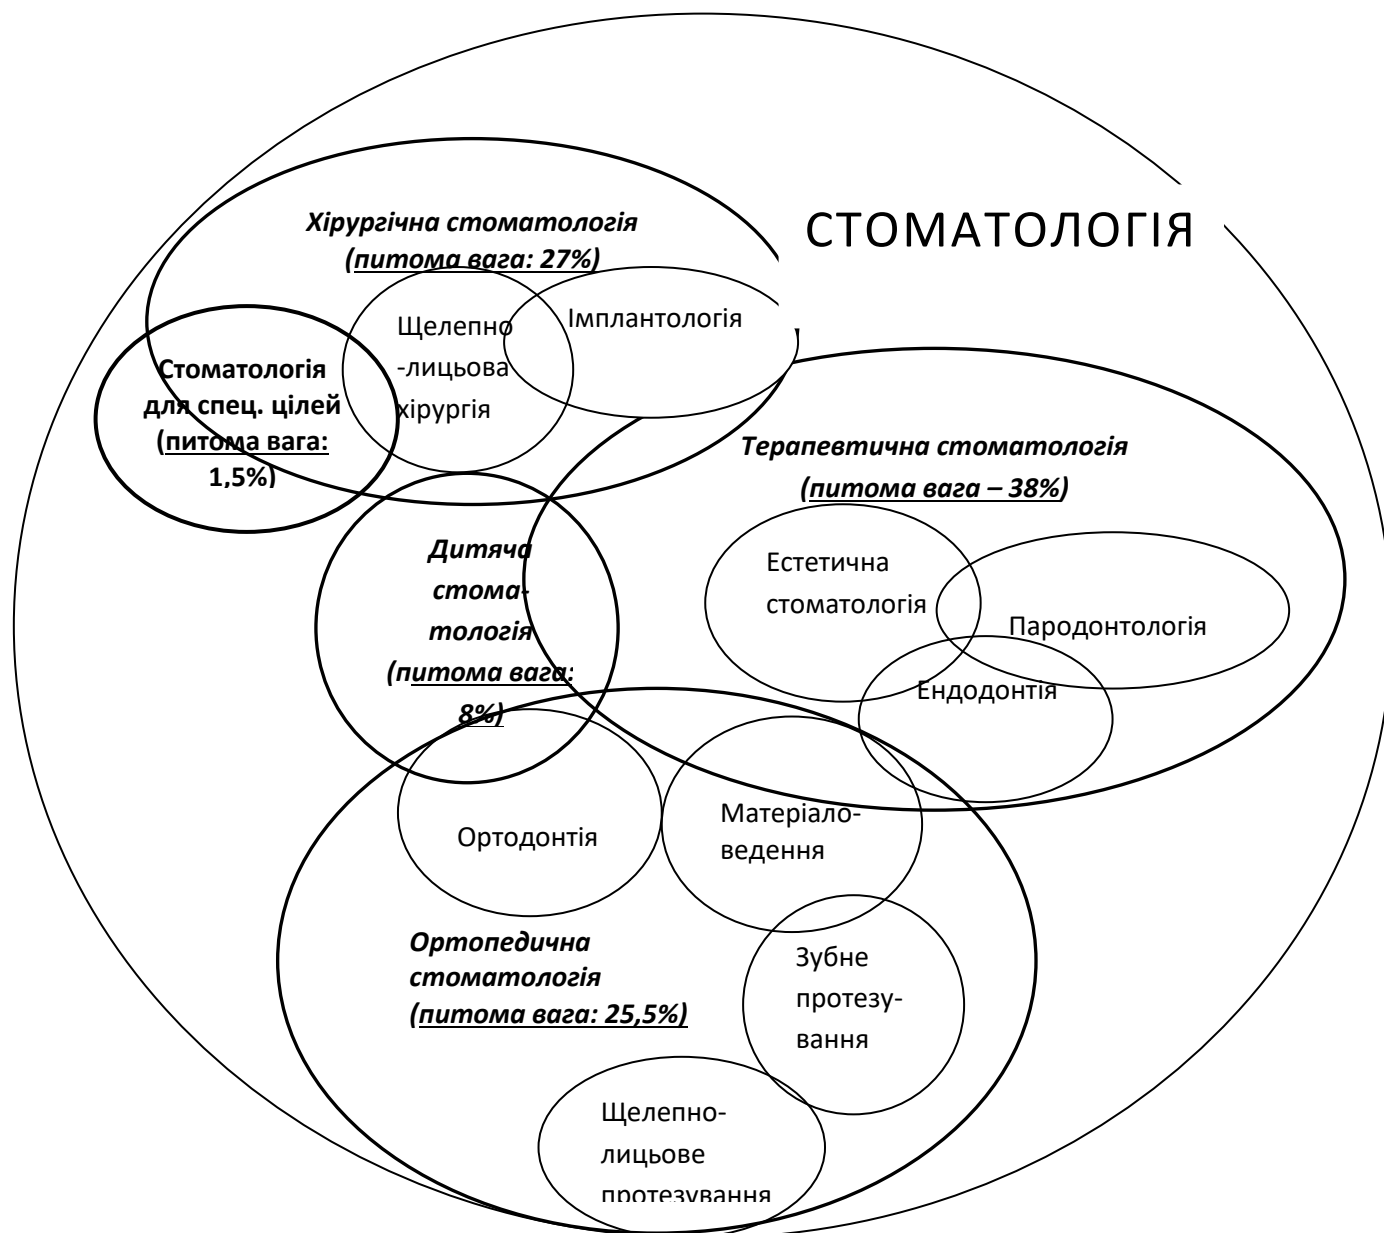 СТОМАТОЛОГІЯ
Хірургічна стоматологія
(питома вага: 27%)
Щелепно
-лицьова
хірургія
Імплантологія
Стоматологія
для спец. цілей
(питома вага:
1,5%)
Терапевтична стоматологія
(питома вага – 38%)
Естетична
стоматологія
Пародонтологія
Ендодонтія
Дитяча
стома-
тологія
(питома вага:
8%)
Ортодонтія
Матеріало-
ведення
Ортопедична
стоматологія
(питома вага: 25,5%)
Зубне
протезу-
вання
Щелепно-
лицьове
протезування